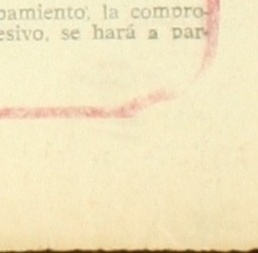 pamiento, la compro-
esivo, se hará a par-